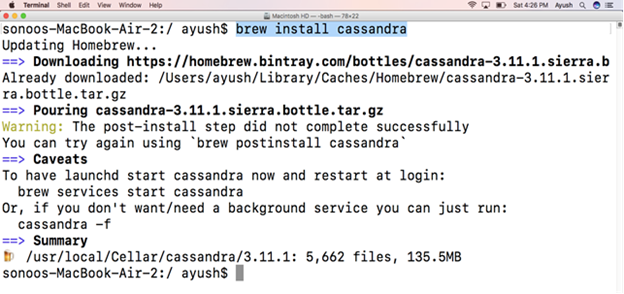 Terminal Shell Edit View Window Help Sat 4:26 PM Ayush
Macintosh HD — -bash — 78×22
sonoos-MacBook-Air-2:/ ayush$ brew install cassandra
Updating Homebrew...
==> Downloading https://homebrew.bintray.com/bottles/cassandra-3.11.1.sierra.b
Already downloaded: /Users/ayush/Library/Caches/Homebrew/cassandra-3.11.1.sier
rra.bottle.tar.gz
==> Pouring cassandra-3.11.1.sierra.bottle.tar.gz
Warning: The post-install step did not complete successfully
You can try again using `brew postinstall cassandra`
==> Caveats
To have launchd start cassandra now and restart at login:
brew services start cassandra
Or, if you don't want/need a background service you can just run:
cassandra -f
==> Summary
/usr/local/Cellar/cassandra/3.11.1: 5,662 files, 135.5MB
sonoos-MacBook-Air-2:/ ayush$